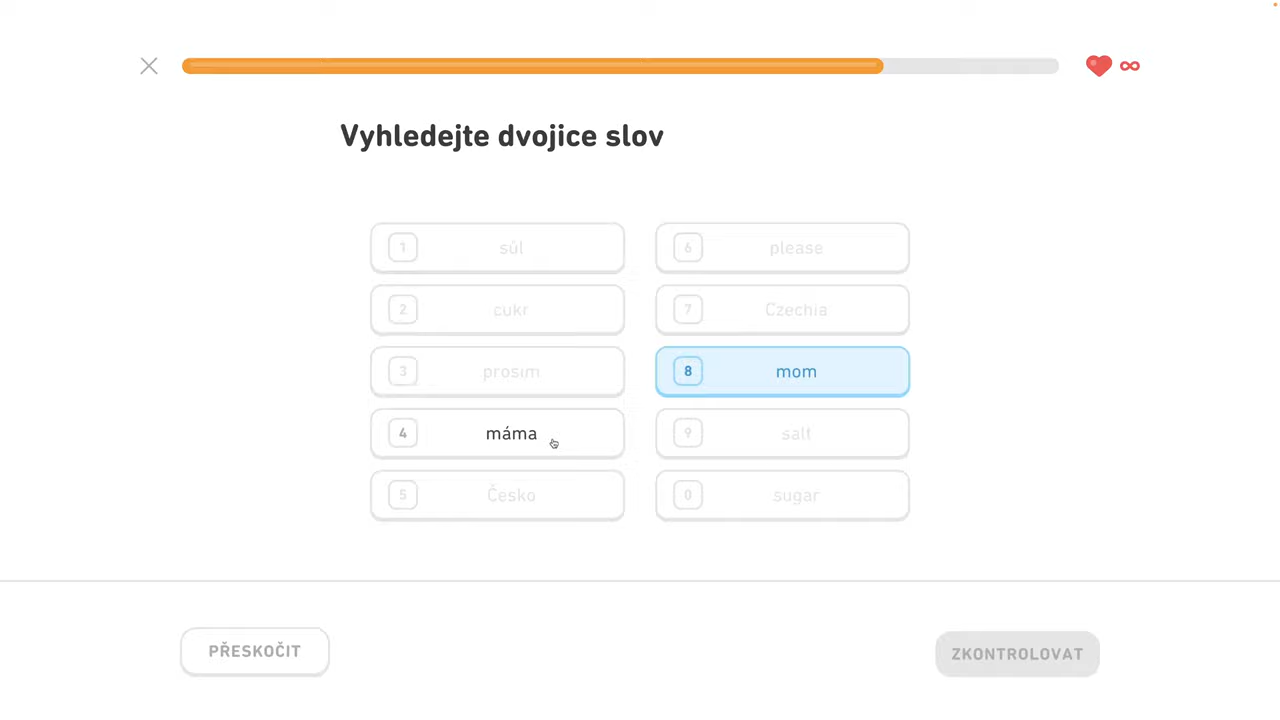 Vyhledejte dvojice slov
1 sůl
6 please
2 cukr
7 Czechia
3 prosím
8 mom
4 máma
9 salt
5 Česko
0 sugar
PŘESKOČIT
ZKONTROLOVAT